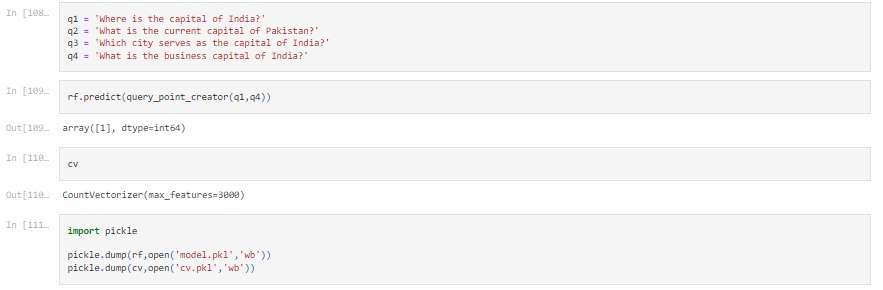 In [108…
q1 = 'Where is the capital of India?'
q2 = 'What is the current capital of Pakistan?'
q3 = 'Which city serves as the capital of India?'
q4 = 'What is the business capital of India?'
In [109…
rf.predict(query_point_creator(q1,q4))
Out[109…
array([1], dtype=int64)
In [110…
cv
Out[110…
CountVectorizer(max_features=3000)
In [111…
import pickle
pickle.dump(rf,open('model.pkl','wb'))
pickle.dump(cv,open('cv.pkl','wb'))